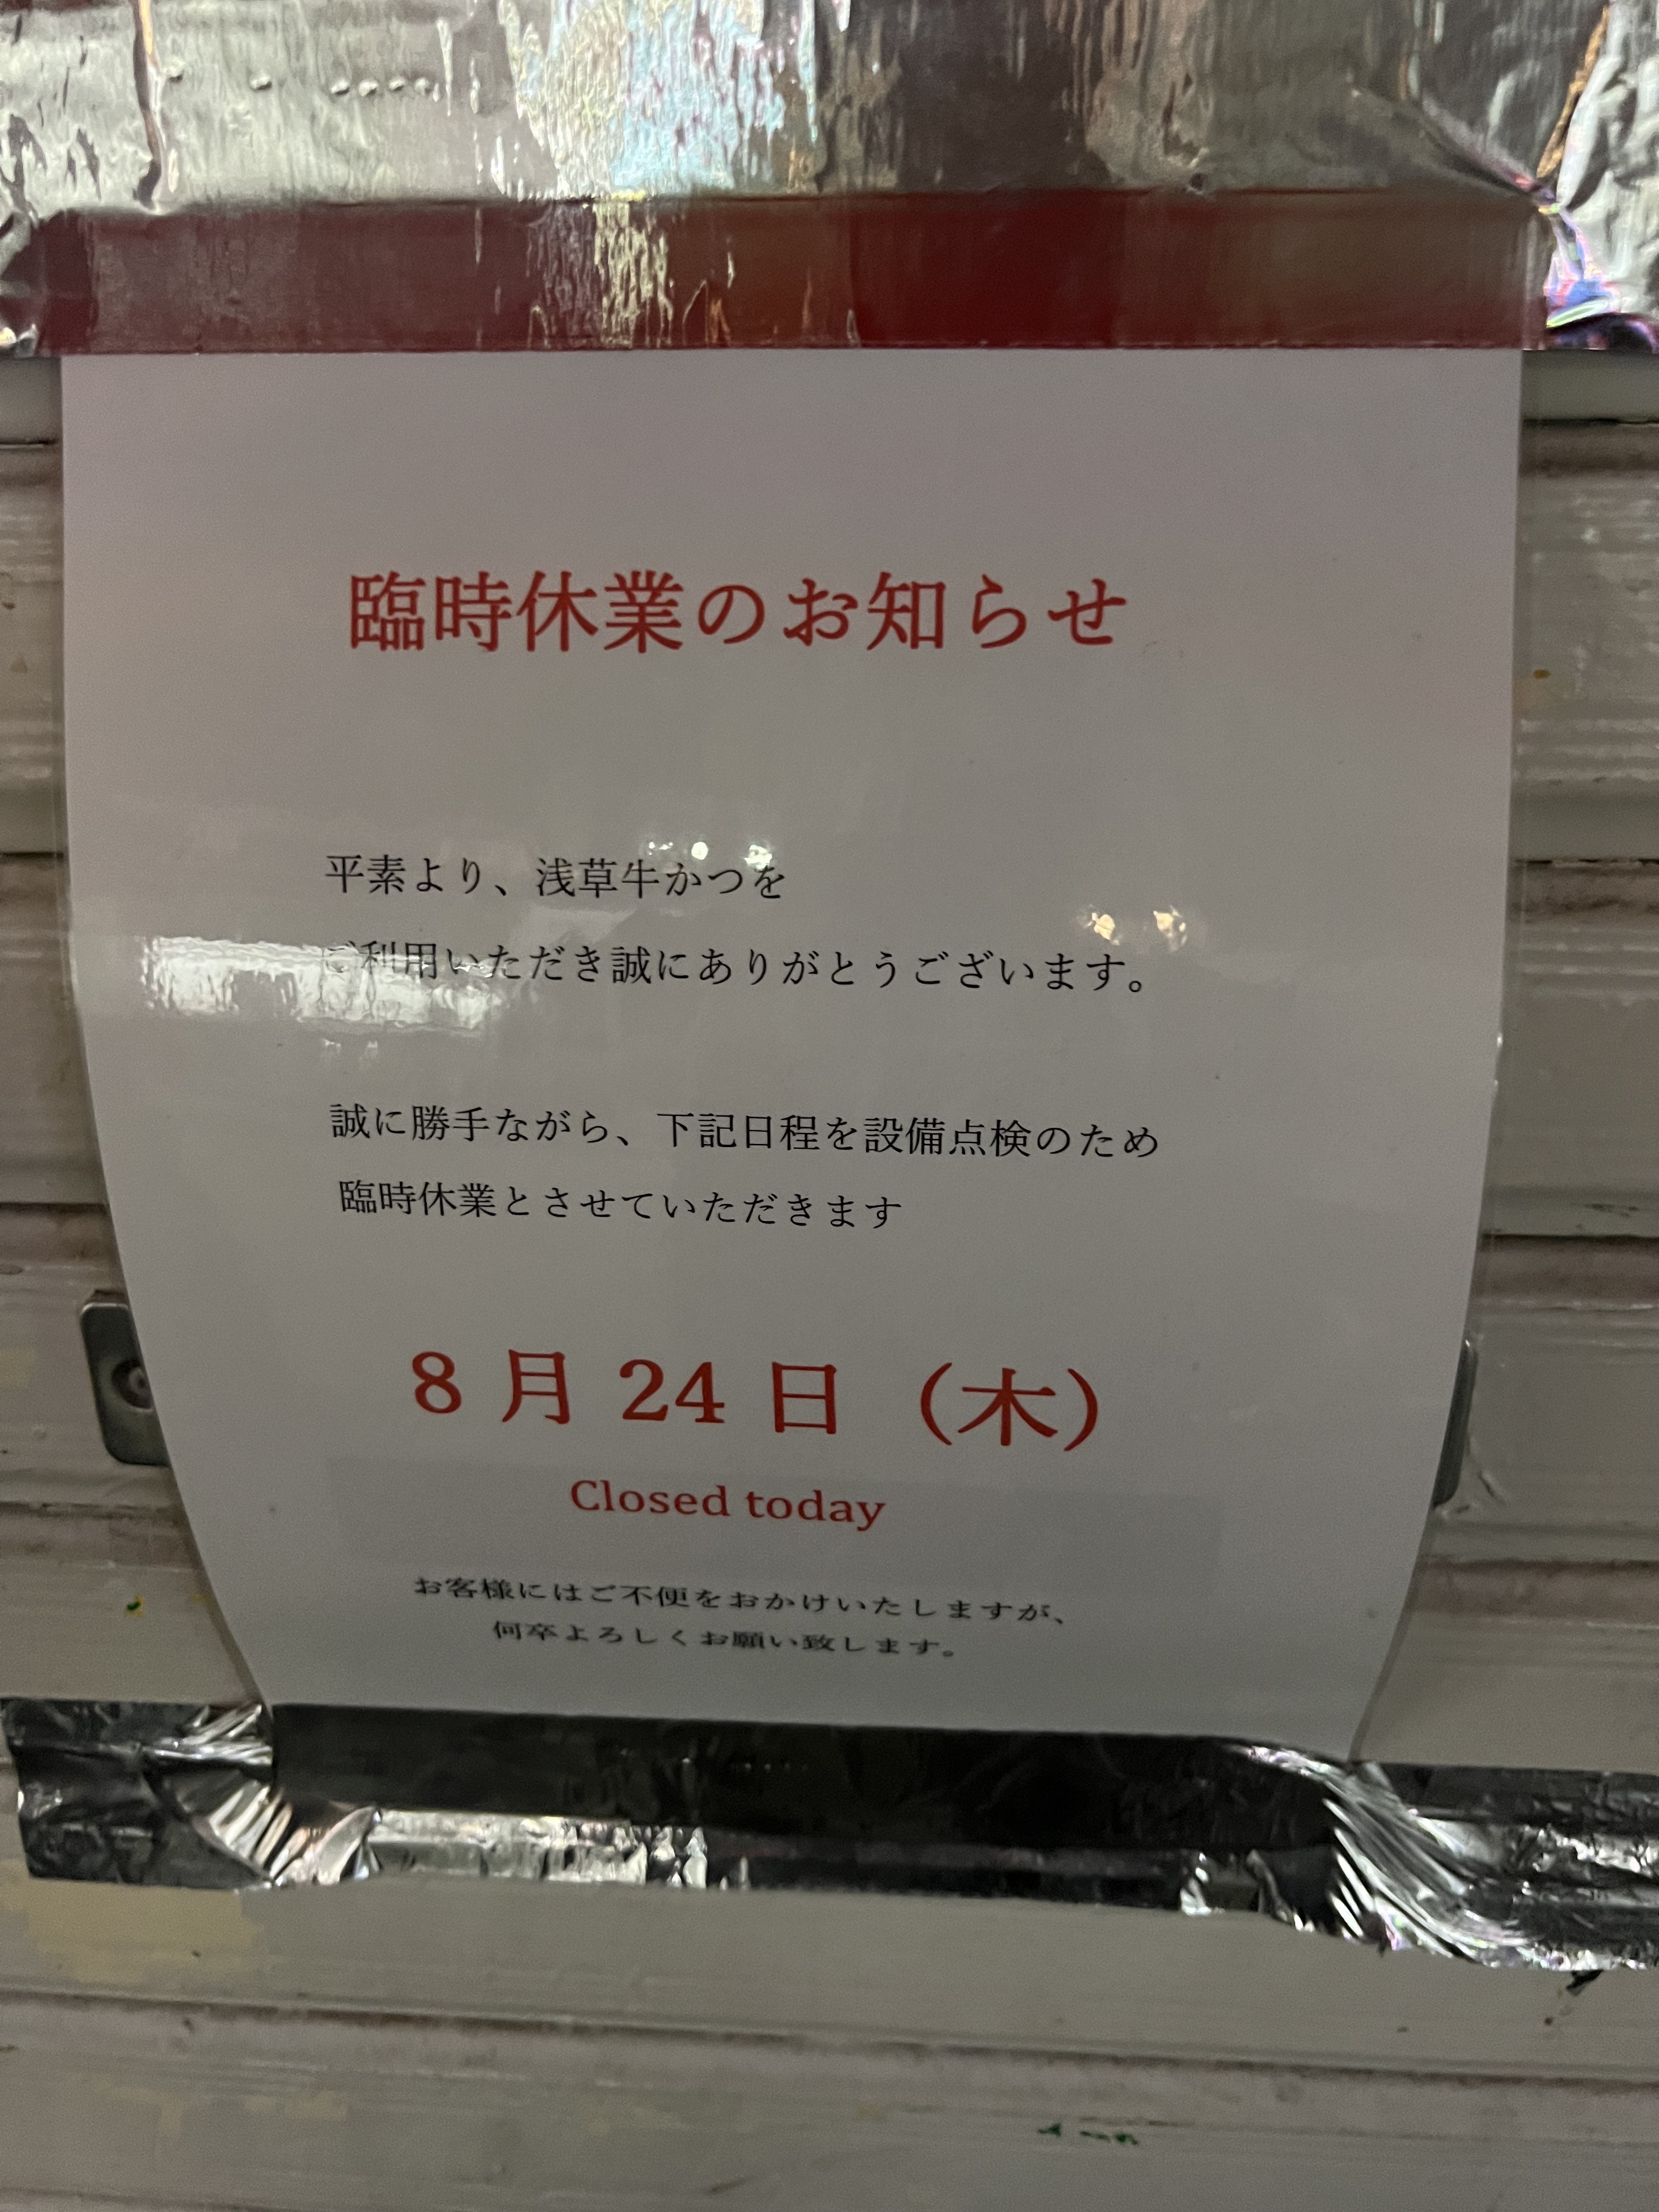 臨時休業のお知らせ
平素より、浅草牛かつを
ご利用いただき誠にありがとうございます。
誠に勝手ながら、下記日程を設備点検のため
臨時休業とさせていただきます
8 月 24 日（木）
Closed today
お客様にはご不便をおかけいたしますが、
何卒よろしくお願い致します。